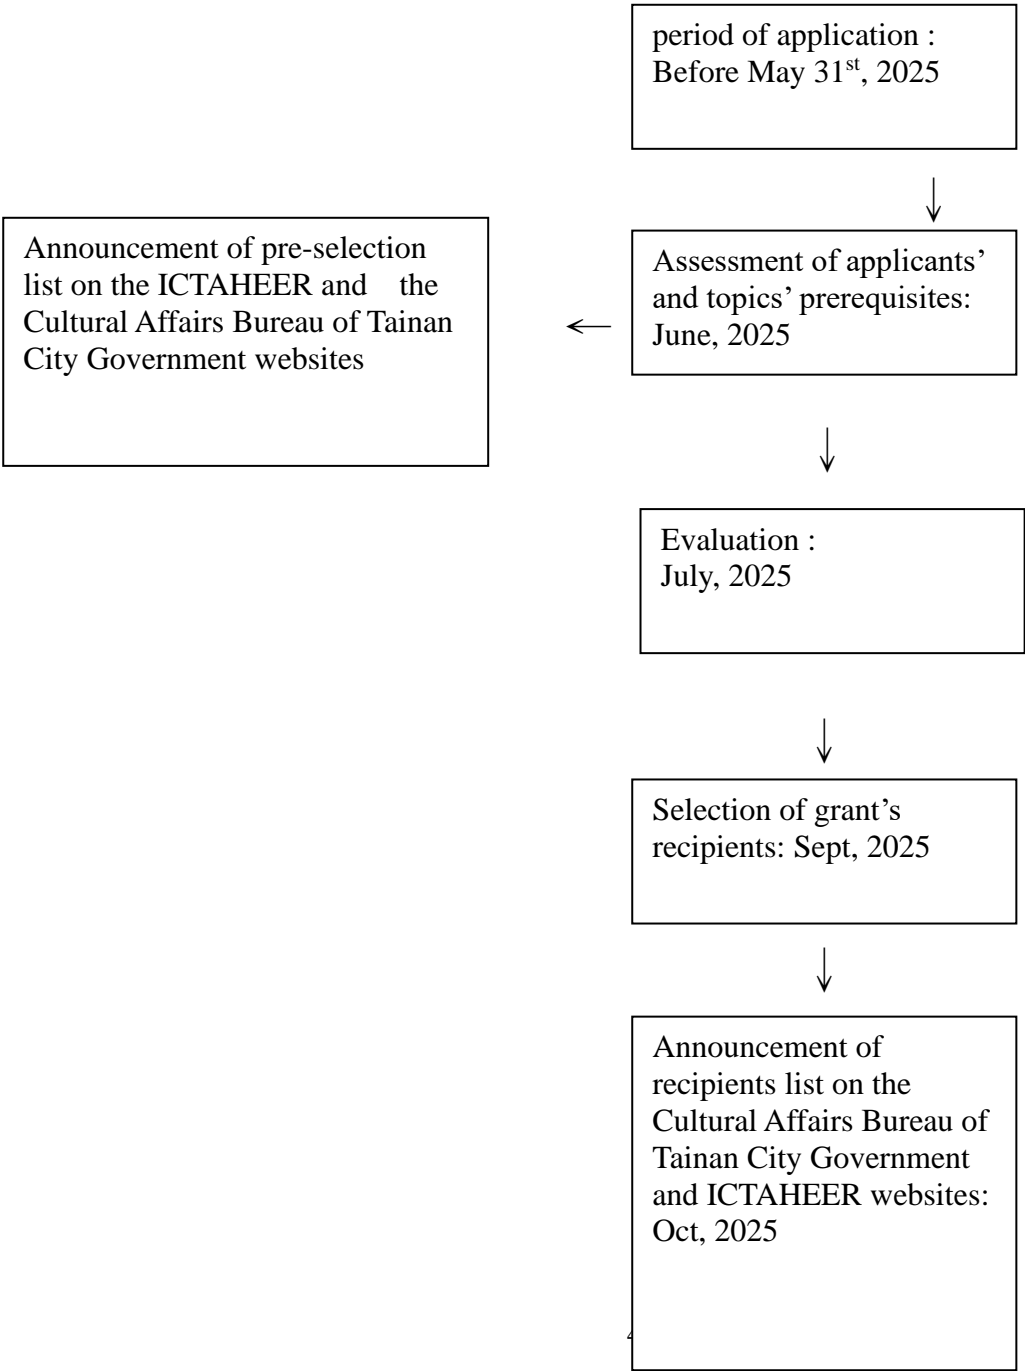 period of application :
Before May 31st, 2025
Announcement of pre-selection
list on the ICTAHEER and the
Cultural Affairs Bureau of Tainan
City Government websites
Assessment of applicants’
and topics’ prerequisites:
June, 2025
Evaluation :
July, 2025
Selection of grant’s
recipients: Sept, 2025
Announcement of
recipients list on the
Cultural Affairs Bureau of
Tainan City Government
and ICTAHEER websites:
Oct, 2025